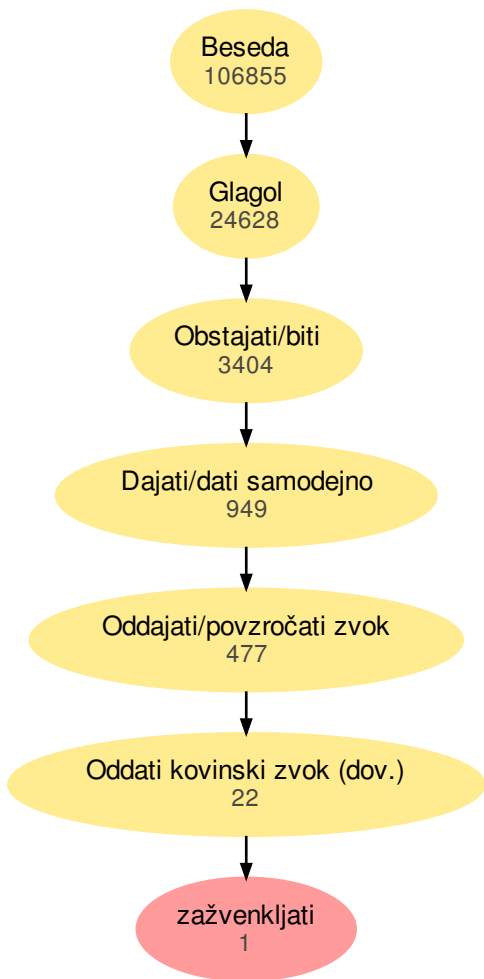 Beseda
106855
Glagol
24628
Obstajati/biti
3404
Dajati/dati samodejno
949
Oddajati/povzročati zvok
477
Oddati kovinski zvok (dov.)
22
zažvenkljati
1